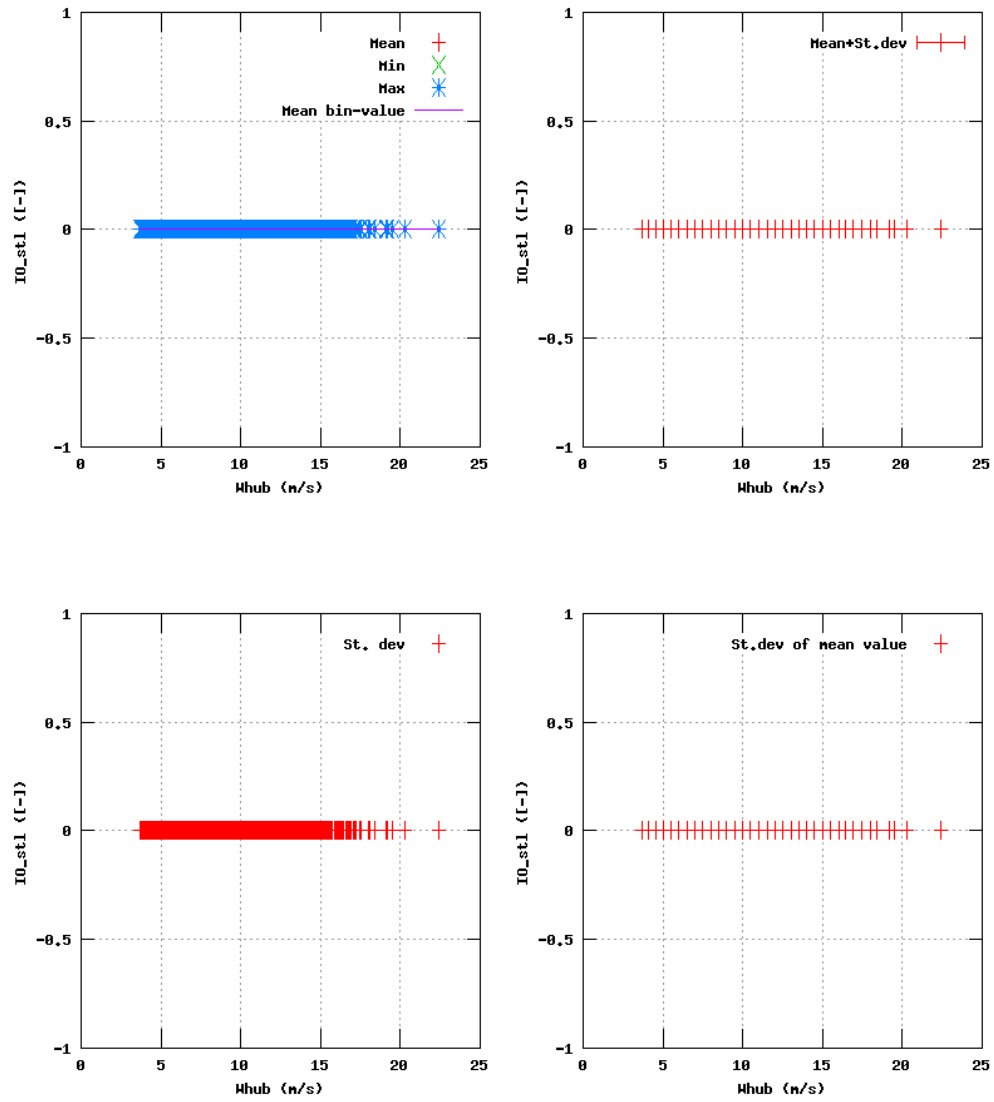 1
0.5
0
-0.5
-1
IO_stl ([-])
0 5 10 15 20 25
Whub (m/s)
Mean
Min
Max
Mean bin-value
1
0.5
0
-0.5
-1
IO_stl ([-])
0 5 10 15 20 25
Whub (m/s)
Mean+St.dev
1
0.5
0
-0.5
-1
IO_stl ([-])
0 5 10 15 20 25
Whub (m/s)
St. dev
1
0.5
0
-0.5
-1
IO_stl ([-])
0 5 10 15 20 25
Whub (m/s)
St.dev of mean value